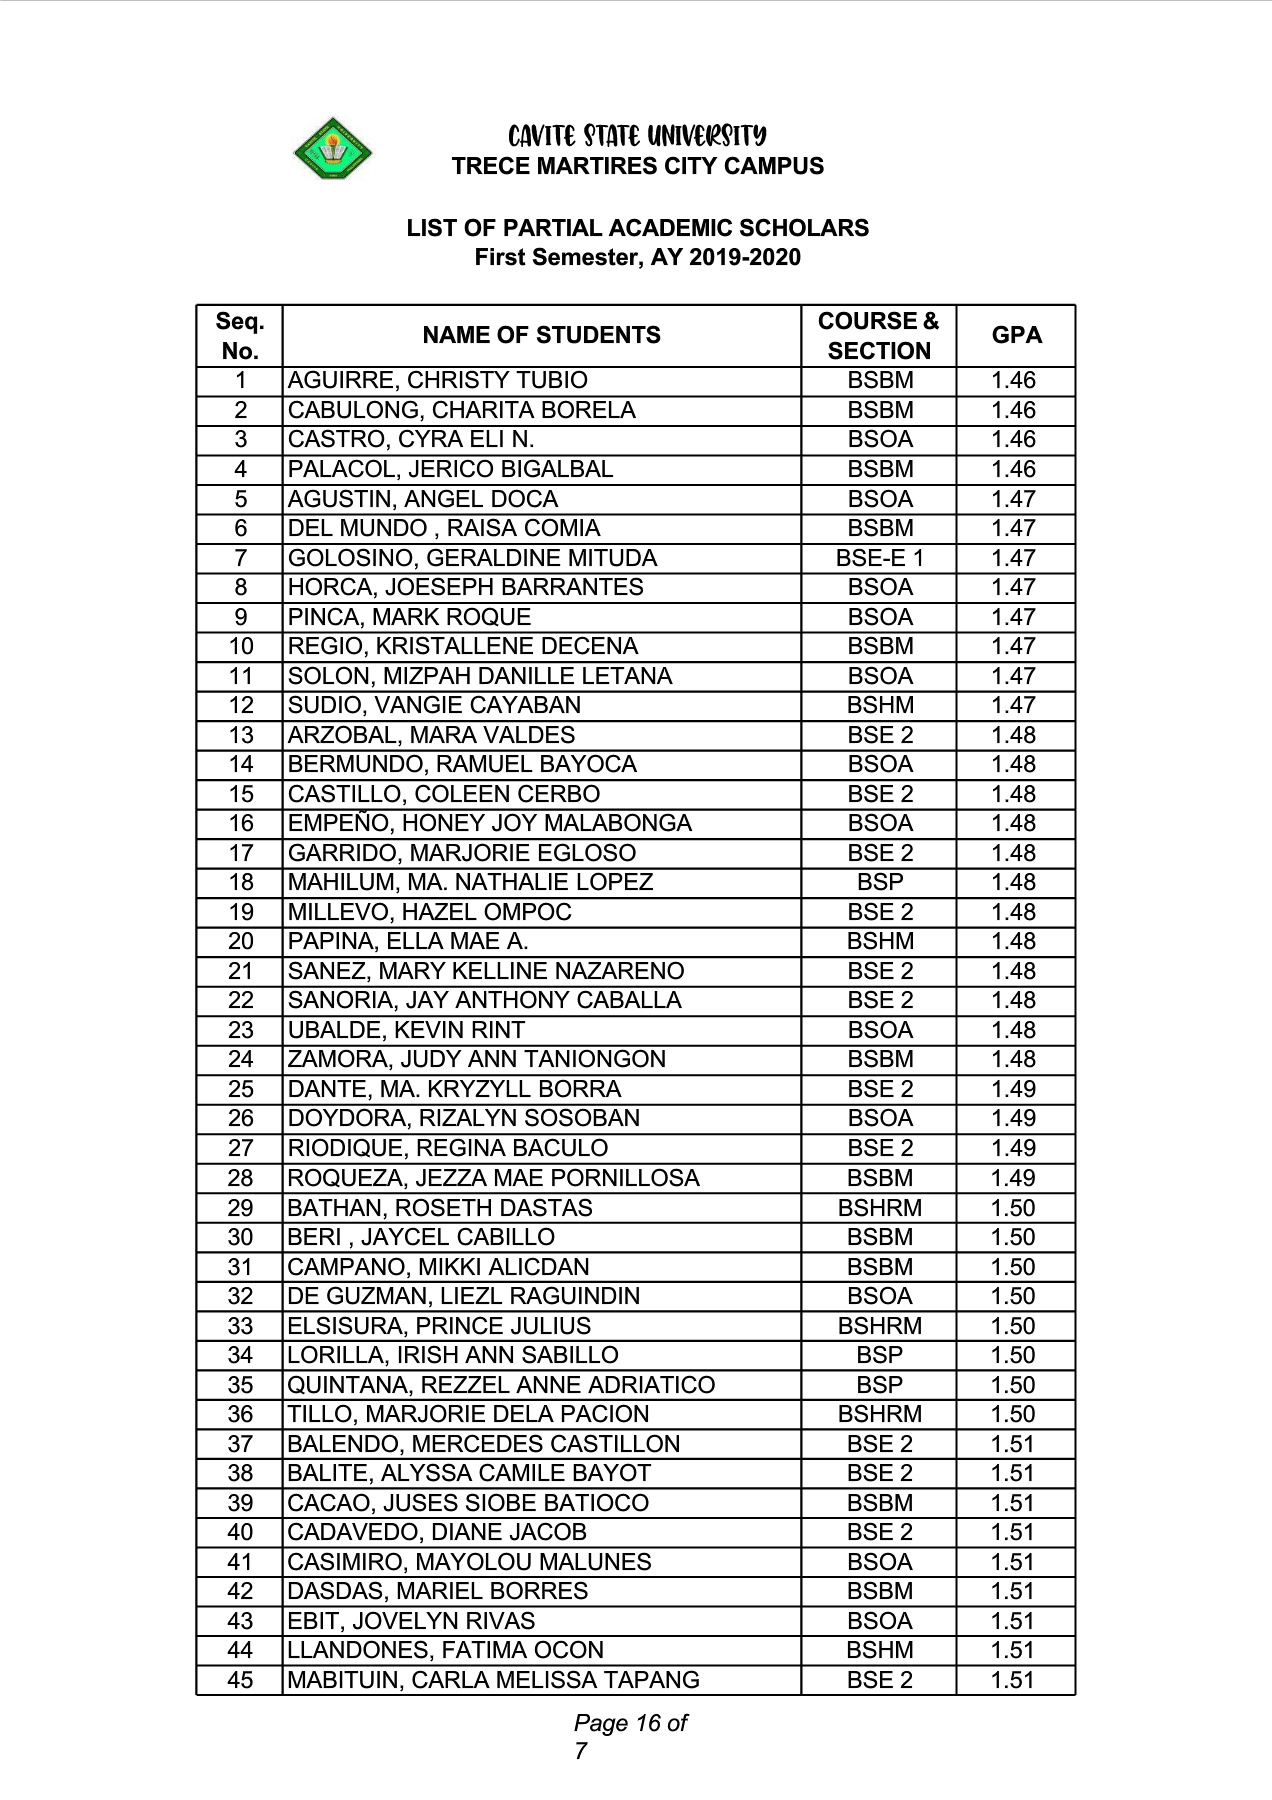 CAVITE STATE UNIVERSITY
TRECE MARTIRES CITY CAMPUS
LIST OF PARTIAL ACADEMIC SCHOLARS
First Semester, AY 2019-2020
Seq. No. NAME OF STUDENTS COURSE & SECTION GPA
1 AGUIRRE, CHRISTY TUBIO BSBM 1.46
2 CABULONG, CHARITA BORELA BSBM 1.46
3 CASTRO, CYRA ELI N. BSOA 1.46
4 PALACOL, JERICO BIGALBAL BSBM 1.46
5 AGUSTIN, ANGEL DOCA BSOA 1.47
6 DEL MUNDO , RAISA COMIA BSBM 1.47
7 GOLOSINO, GERALDINE MITUDA BSE-E 1 1.47
8 HORCA, JOESEPH BARRANTES BSOA 1.47
9 PINCA, MARK ROQUE BSOA 1.47
10 REGIO, KRISTALLENE DECENA BSBM 1.47
11 SOLON, MIZPAH DANILLE LETANA BSOA 1.47
12 SUDIO, VANGIE CAYABAN BSHM 1.47
13 ARZOBAL, MARA VALDES BSE 2 1.48
14 BERMUNDO, RAMUEL BAYOCA BSOA 1.48
15 CASTILLO, COLEEN CERBO BSE 2 1.48
16 EMPEÑO, HONEY JOY MALABONGA BSOA 1.48
17 GARRIDO, MARJORIE EGLOSO BSE 2 1.48
18 MAHILUM, MA. NATHALIE LOPEZ BSP 1.48
19 MILLEVO, HAZEL OMPOC BSE 2 1.48
20 PAPINA, ELLA MAE A. BSHM 1.48
21 SANEZ, MARY KELLINE NAZARENO BSE 2 1.48
22 SANORIA, JAY ANTHONY CABALLA BSE 2 1.48
23 UBALDE, KEVIN RINT BSOA 1.48
24 ZAMORA, JUDY ANN TANIONGON BSBM 1.48
25 DANTE, MA. KRYZYLL BORRA BSE 2 1.49
26 DOYDORA, RIZALYN SOSOBAN BSOA 1.49
27 RIODIQUE, REGINA BACULO BSE 2 1.49
28 ROQUEZA, JEZZA MAE PORNILLOSA BSBM 1.49
29 BATHAN, ROSETH DASTAS BSHRM 1.50
30 BERI , JAYCEL CABILLO BSBM 1.50
31 CAMPANO, MIKKI ALICDAN BSBM 1.50
32 DE GUZMAN, LIEZL RAGUINDIN BSOA 1.50
33 ELSISURA, PRINCE JULIUS BSHRM 1.50
34 LORILLA, IRISH ANN SABILLO BSP 1.50
35 QUINTANA, REZZEL ANNE ADRIATICO BSP 1.50
36 TILLO, MARJORIE DELA PACION BSHRM 1.50
37 BALENDO, MERCEDES CASTILLON BSE 2 1.51
38 BALITE, ALYSSA CAMILE BAYOT BSE 2 1.51
39 CACAO, JUSES SIOBE BATIOCO BSBM 1.51
40 CADAVEDO, DIANE JACOB BSE 2 1.51
41 CASIMIRO, MAYOLOU MALUNES BSOA 1.51
42 DASDAS, MARIEL BORRES BSBM 1.51
43 EBIT, JOVELYN RIVAS BSOA 1.51
44 LLANDONES, FATIMA OCON BSHM 1.51
45 MABITUIN, CARLA MELISSA TAPANG BSE 2 1.51
Page 16 of
7